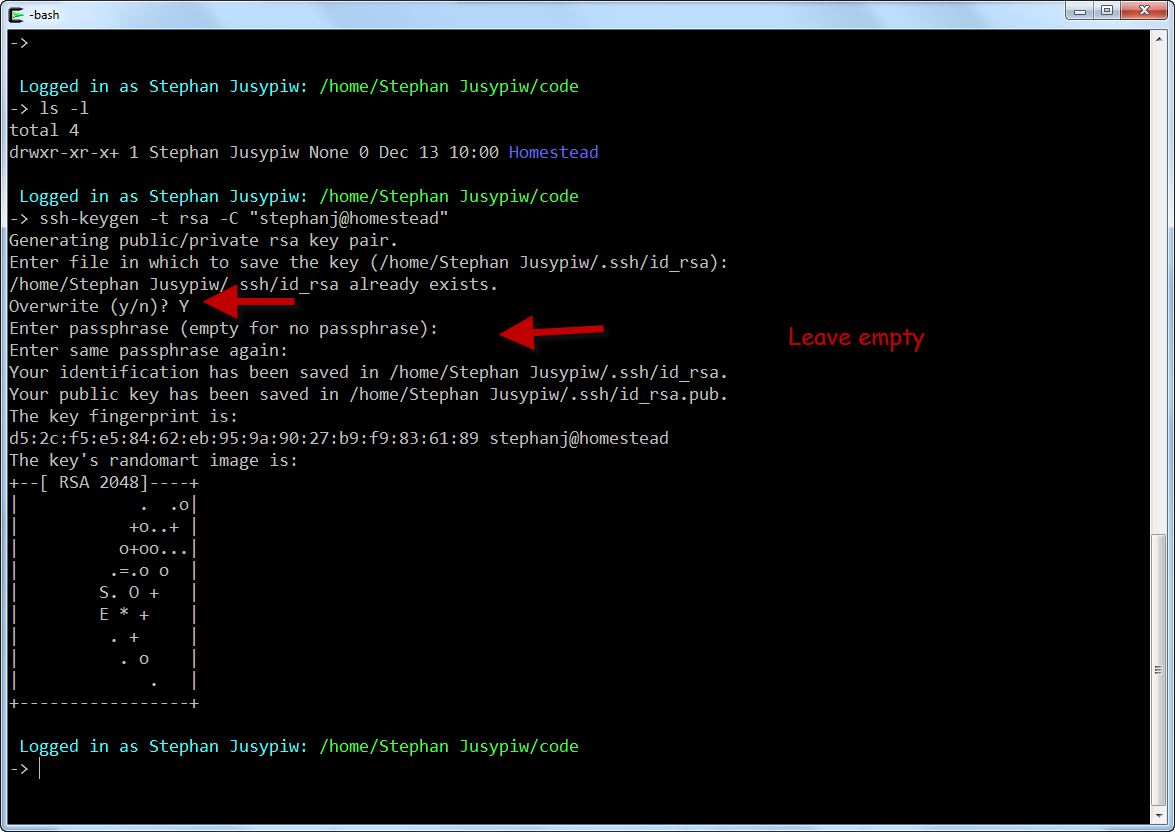 -bash
->
Logged in as Stephan Jusypiw: /home/Stephan Jusypiw/code
-> ls -l
total 4
drwxr-xr-x+ 1 Stephan Jusypiw None 0 Dec 13 10:00 Homestead
Logged in as Stephan Jusypiw: /home/Stephan Jusypiw/code
-> ssh-keygen -t rsa -C "stephanj@homestead"
Generating public/private rsa key pair.
Enter file in which to save the key (/home/Stephan Jusypiw/.ssh/id_rsa):
/home/Stephan Jusypiw/.ssh/id_rsa already exists.
Overwrite (y/n)? Y
Enter passphrase (empty for no passphrase):
Leave empty
Enter same passphrase again:
Your identification has been saved in /home/Stephan Jusypiw/.ssh/id_rsa.
Your public key has been saved in /home/Stephan Jusypiw/.ssh/id_rsa.pub.
The key fingerprint is:
d5:2c:f5:e5:84:62:eb:95:9a:90:27:b9:f9:83:61:89 stephanj@homestead
The key's randomart image is:
+--[ RSA 2048]----+
|            .  .o|
|           +o..+ |
|          o+oo...|
|         .=.o o  |
|        S. O +   |
|        E * +    |
|         . +     |
|          . o    |
|             .   |
+-----------------+
Logged in as Stephan Jusypiw: /home/Stephan Jusypiw/code
->